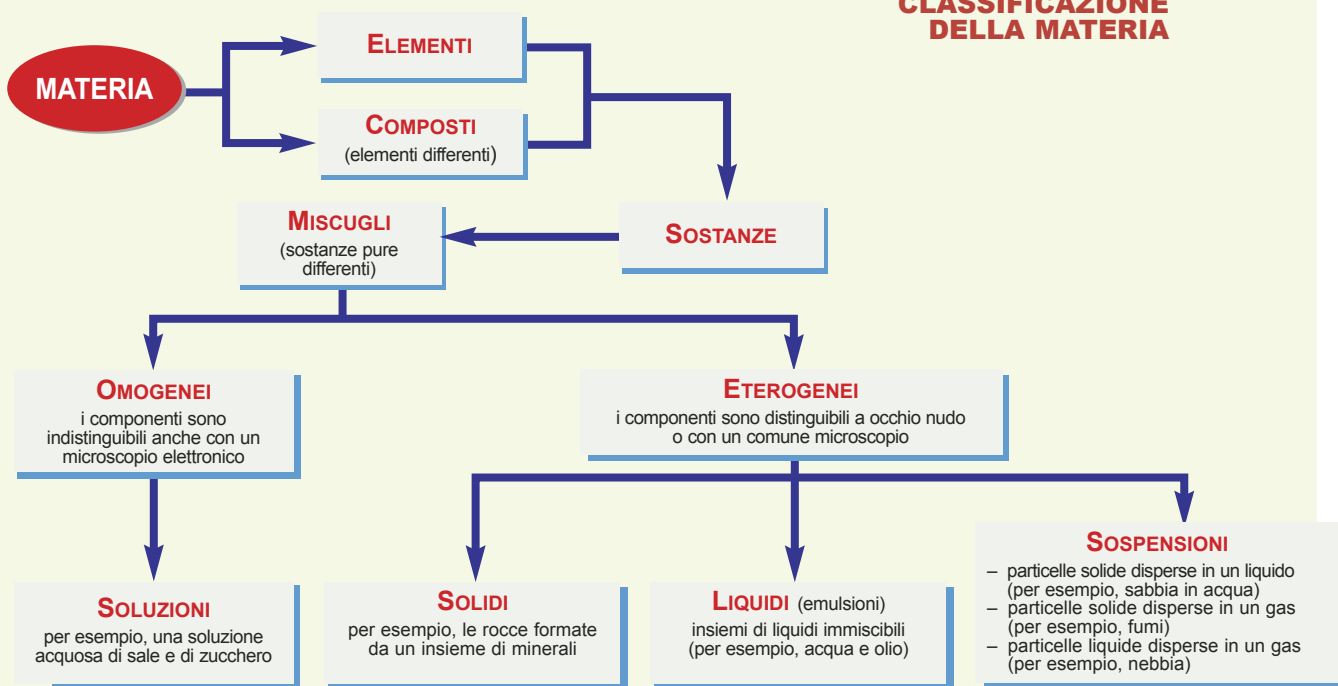 CLASSIFICAZIONE
DELLA MATERIA
MATERIA
ELEMENTI
COMPOSTI
(elementi differenti)
MISCUGLI
(sostanze pure
differenti)
SOSTANZE
OMOGENEI
i componenti sono
indistinguibili anche con un
microscopio elettronico
ETEROGENEI
i componenti sono distinguibili a occhio nudo
o con un comune microscopio
SOLUZIONI
per esempio, una soluzione
acquosa di sale e di zucchero
SOLIDI
per esempio, le rocce formate
da un insieme di minerali
LIQUIDI (emulsioni)
insiemi di liquidi immiscibili
(per esempio, acqua e olio)
SOSPENSIONI
– particelle solide disperse in un liquido
(per esempio, sabbia in acqua)
– particelle solide disperse in un gas
(per esempio, fumi)
– particelle liquide disperse in un gas
(per esempio, nebbia)